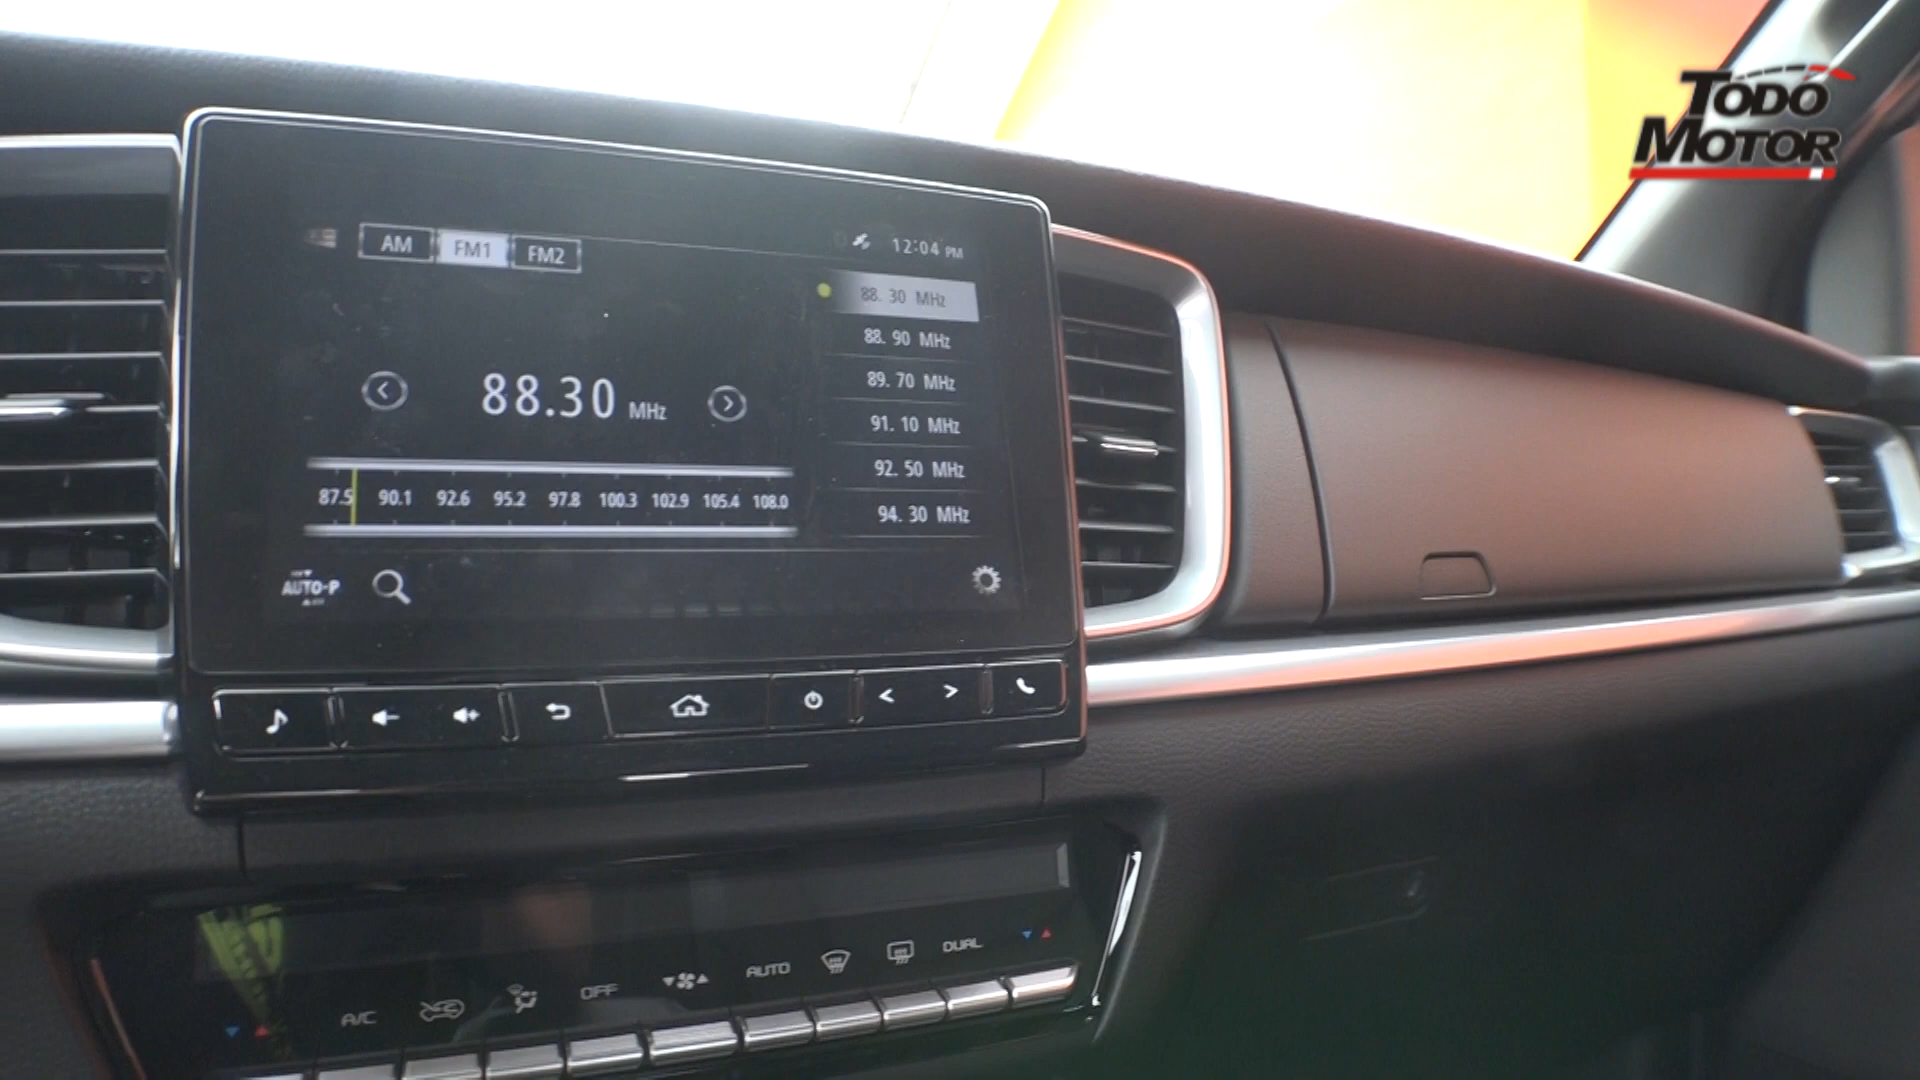 TODO
MOTOR
AM FM1 FM2
12:04 PM
88.30 MHz
88.90 MHz
89.70 MHz
88.30 MHz
91.10 MHz
92.50 MHz
87.5 90.1 92.6 95.2 97.8 100.3 102.9 105.4 108.0
94.30 MHz
AUTO-P
A/C OFF AUTO DUAL